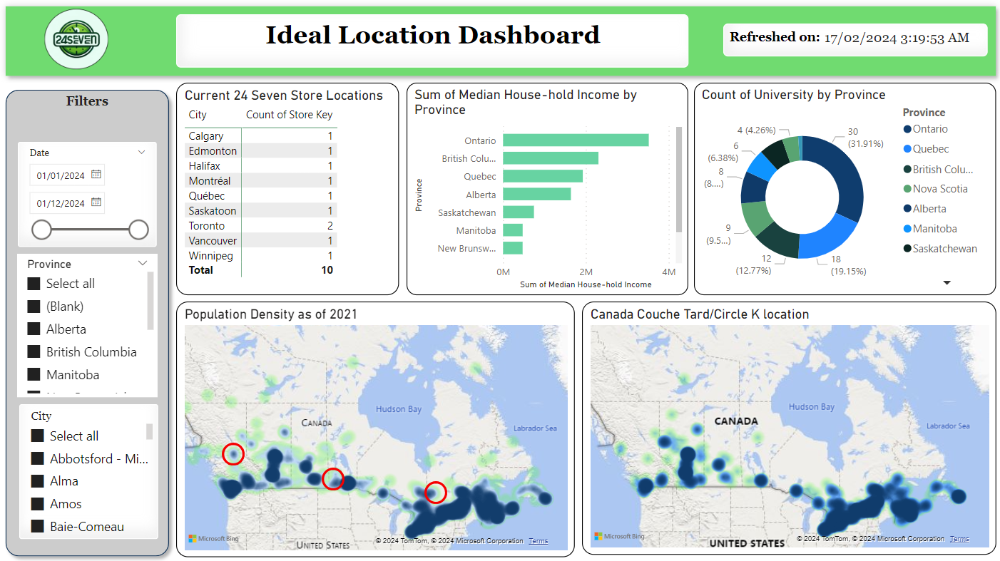 24SEVEN
Ideal Location Dashboard
Refreshed on: 17/02/2024 3:19:53 AM
Filters
Date
01/01/2024
01/12/2024
Province
Select all
(Blank)
Alberta
British Columbia
Manitoba
City
Select all
Abbotsford - Mi...
Alma
Amos
Baie-Comeau
Current 24 Seven Store Locations
City Count of Store Key
Calgary 1
Edmonton 1
Halifax 1
Montréal 1
Québec 1
Saskatoon 1
Toronto 2
Vancouver 1
Winnipeg 1
Total 10
Sum of Median House-hold Income by
Province
Province
Ontario
British Colu...
Quebec
Alberta
Saskatchewan
Manitoba
New Brunsw...
0M 2M 4M
Sum of Median House-hold Income
Count of University by Province
30
(31.91%)
18
(19.15%)
12
(12.77%)
9
(9.5...)
8
(8....)
6
(6.38%)
4 (4.26%)
Province
Ontario
Quebec
British Colu...
Nova Scotia
Alberta
Manitoba
Saskatchewan
Population Density as of 2021
Hudson Bay
CANADA
Labrador Sea
UNITED STATES
Microsoft Bing
© 2024 TomTom, © 2024 Microsoft Corporation Terms
Canada Couche Tard/Circle K location
Hudson Bay
CANADA
Labrador Sea
UNITED STATES
Microsoft Bing
© 2024 TomTom, © 2024 Microsoft Corporation Terms